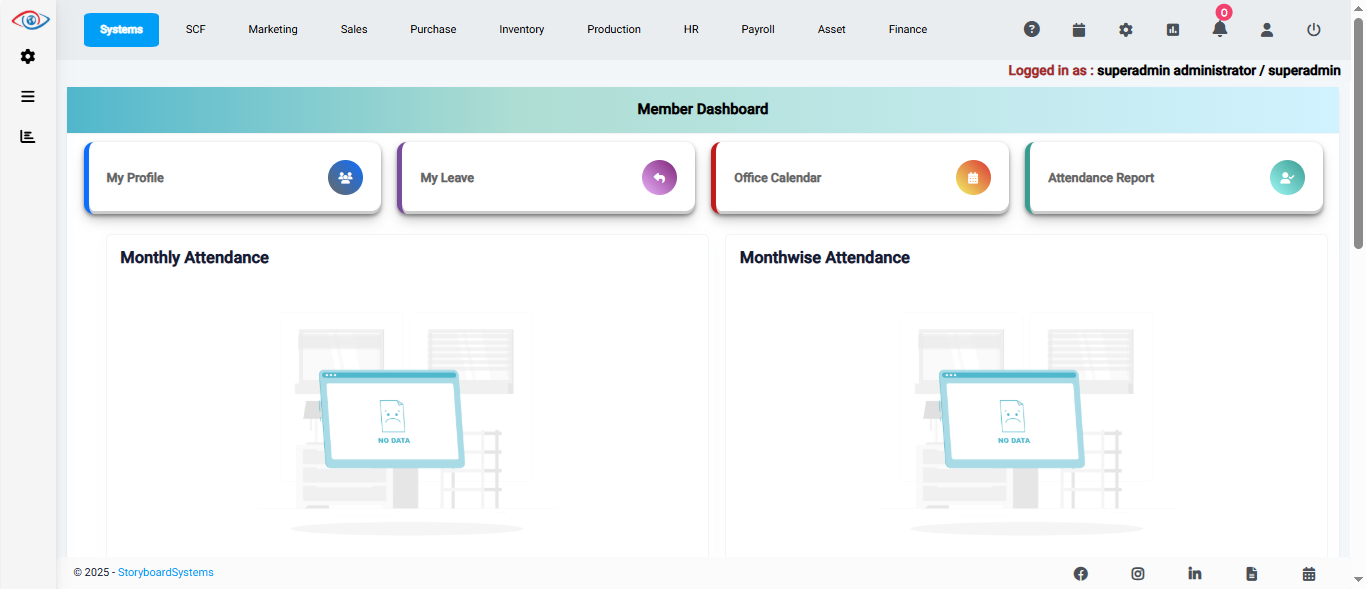 Systems SCF Marketing Sales Purchase Inventory Production HR Payroll Asset Finance 0
Logged in as : superadmin administrator / superadmin
Member Dashboard
My Profile My Leave Office Calendar Attendance Report
Monthly Attendance Monthwise Attendance
NO DATA NO DATA
© 2025 - StoryboardSystems